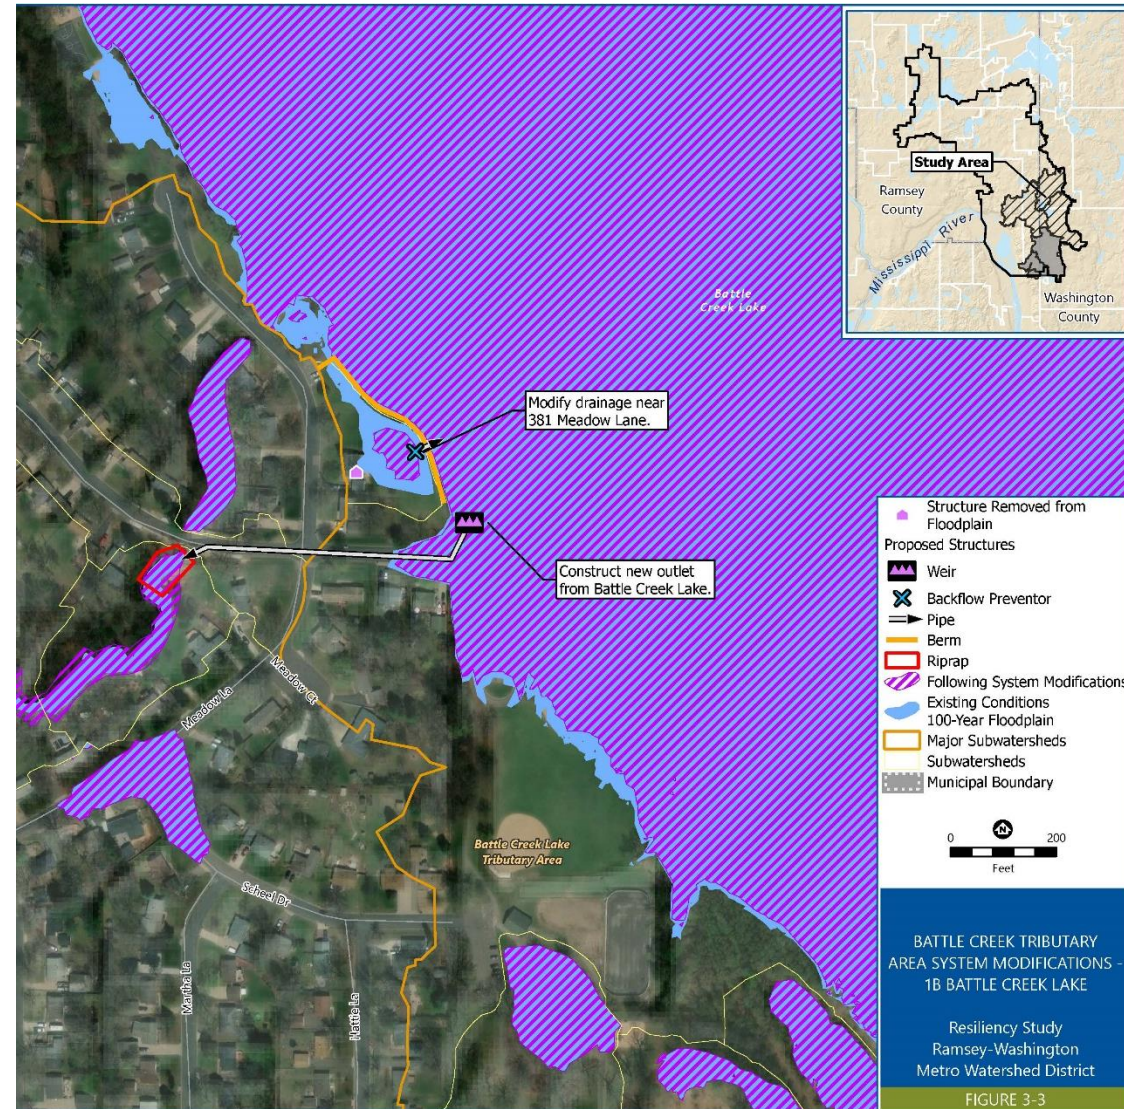 Study Area
Ramsey
County
Mississippi River
Washington
County
Battle
Creek Lake
Modify drainage near
381 Meadow Lane.
Construct new outlet
from Battle Creek Lake.
Meadow Ct
Meadow La
Battle Creek Lake
Tributary Area
Scheel Dr
Martha La
Hattie La
Structure Removed from
Floodplain
Proposed Structures
Weir
Backflow Preventor
Pipe
Berm
Riprap
Following System Modifications
Existing Conditions
100-Year Floodplain
Major Subwatersheds
Subwatersheds
Municipal Boundary
N
0 200
Feet
BATTLE CREEK TRIBUTARY
AREA SYSTEM MODIFICATIONS -
1B BATTLE CREEK LAKE
Resiliency Study
Ramsey-Washington
Metro Watershed District
FIGURE 3-3